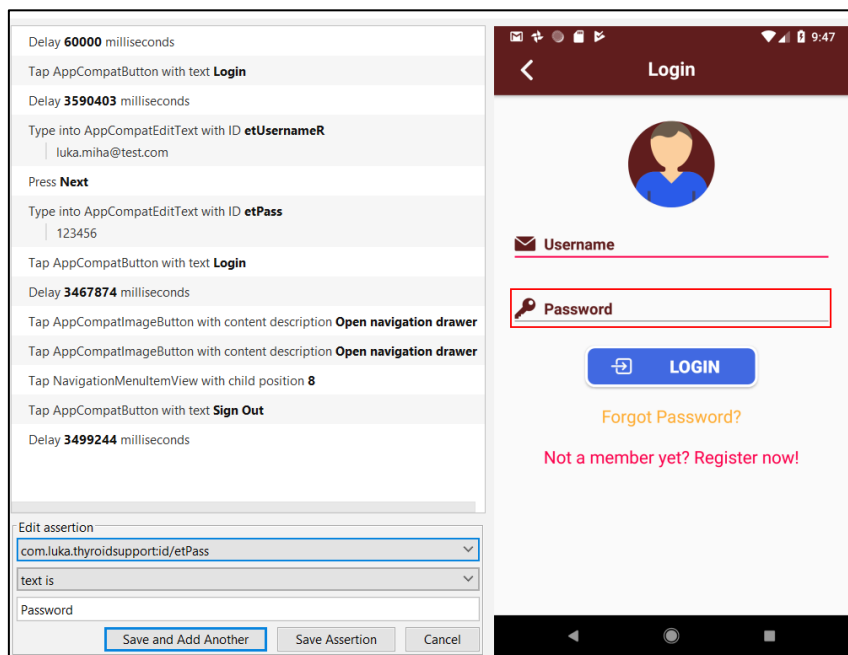 Delay 60000 milliseconds
Tap AppCompatButton with text Login
Delay 3590403 milliseconds
Type into AppCompatEditText with ID etUsernameR
luka.miha@test.com
Press Next
Type into AppCompatEditText with ID etPass
123456
Tap AppCompatButton with text Login
Delay 3467874 milliseconds
Tap AppCompatImageButton with content description Open navigation drawer
Tap AppCompatImageButton with content description Open navigation drawer
Tap NavigationMenuItemView with child position 8
Tap AppCompatButton with text Sign Out
Delay 3499244 milliseconds
Edit assertion
com.luka.thyroidsupport:id/etPass
text is
Password
Save and Add Another
Save Assertion
Cancel
9:47
Login
Username
Password
LOGIN
Forgot Password?
Not a member yet? Register now!